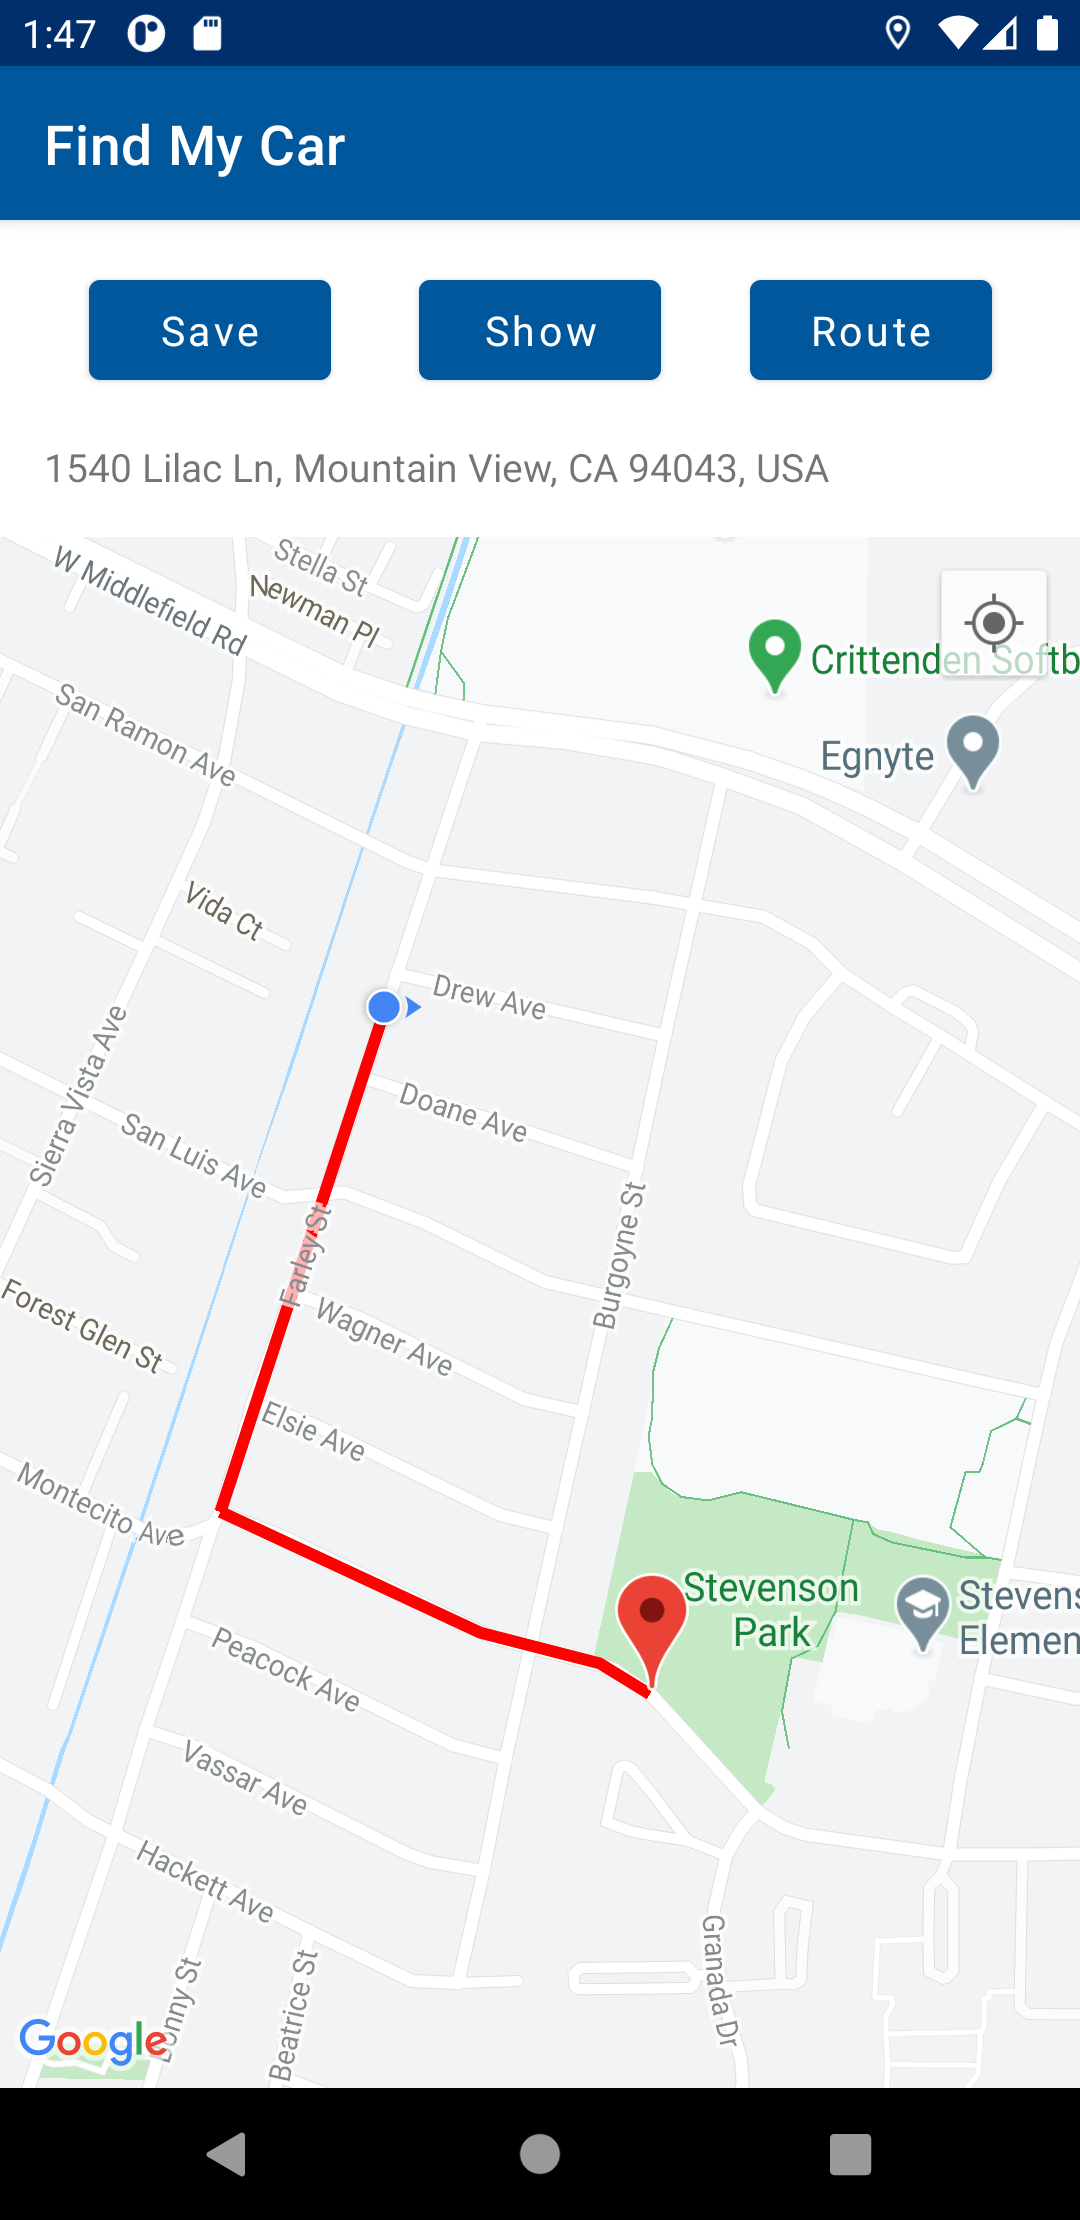 1:47
Find My Car
Save
Show
Route
1540 Lilac Ln, Mountain View, CA 94043, USA
W Middlefield Rd
Stella St
Newman Pl
Crittenden Softb
San Ramon Ave
Egnyte
Vida Ct
Drew Ave
Sierra Vista Ave
Doane Ave
San Luis Ave
Farley St
Burgoyne St
Forest Glen St
Wagner Ave
Elsie Ave
Montecito Ave
Stevenson
Park
Stevens
Elemen
Peacock Ave
Vassar Ave
Hackett Ave
Granada Dr
onny St
Beatrice St
Google